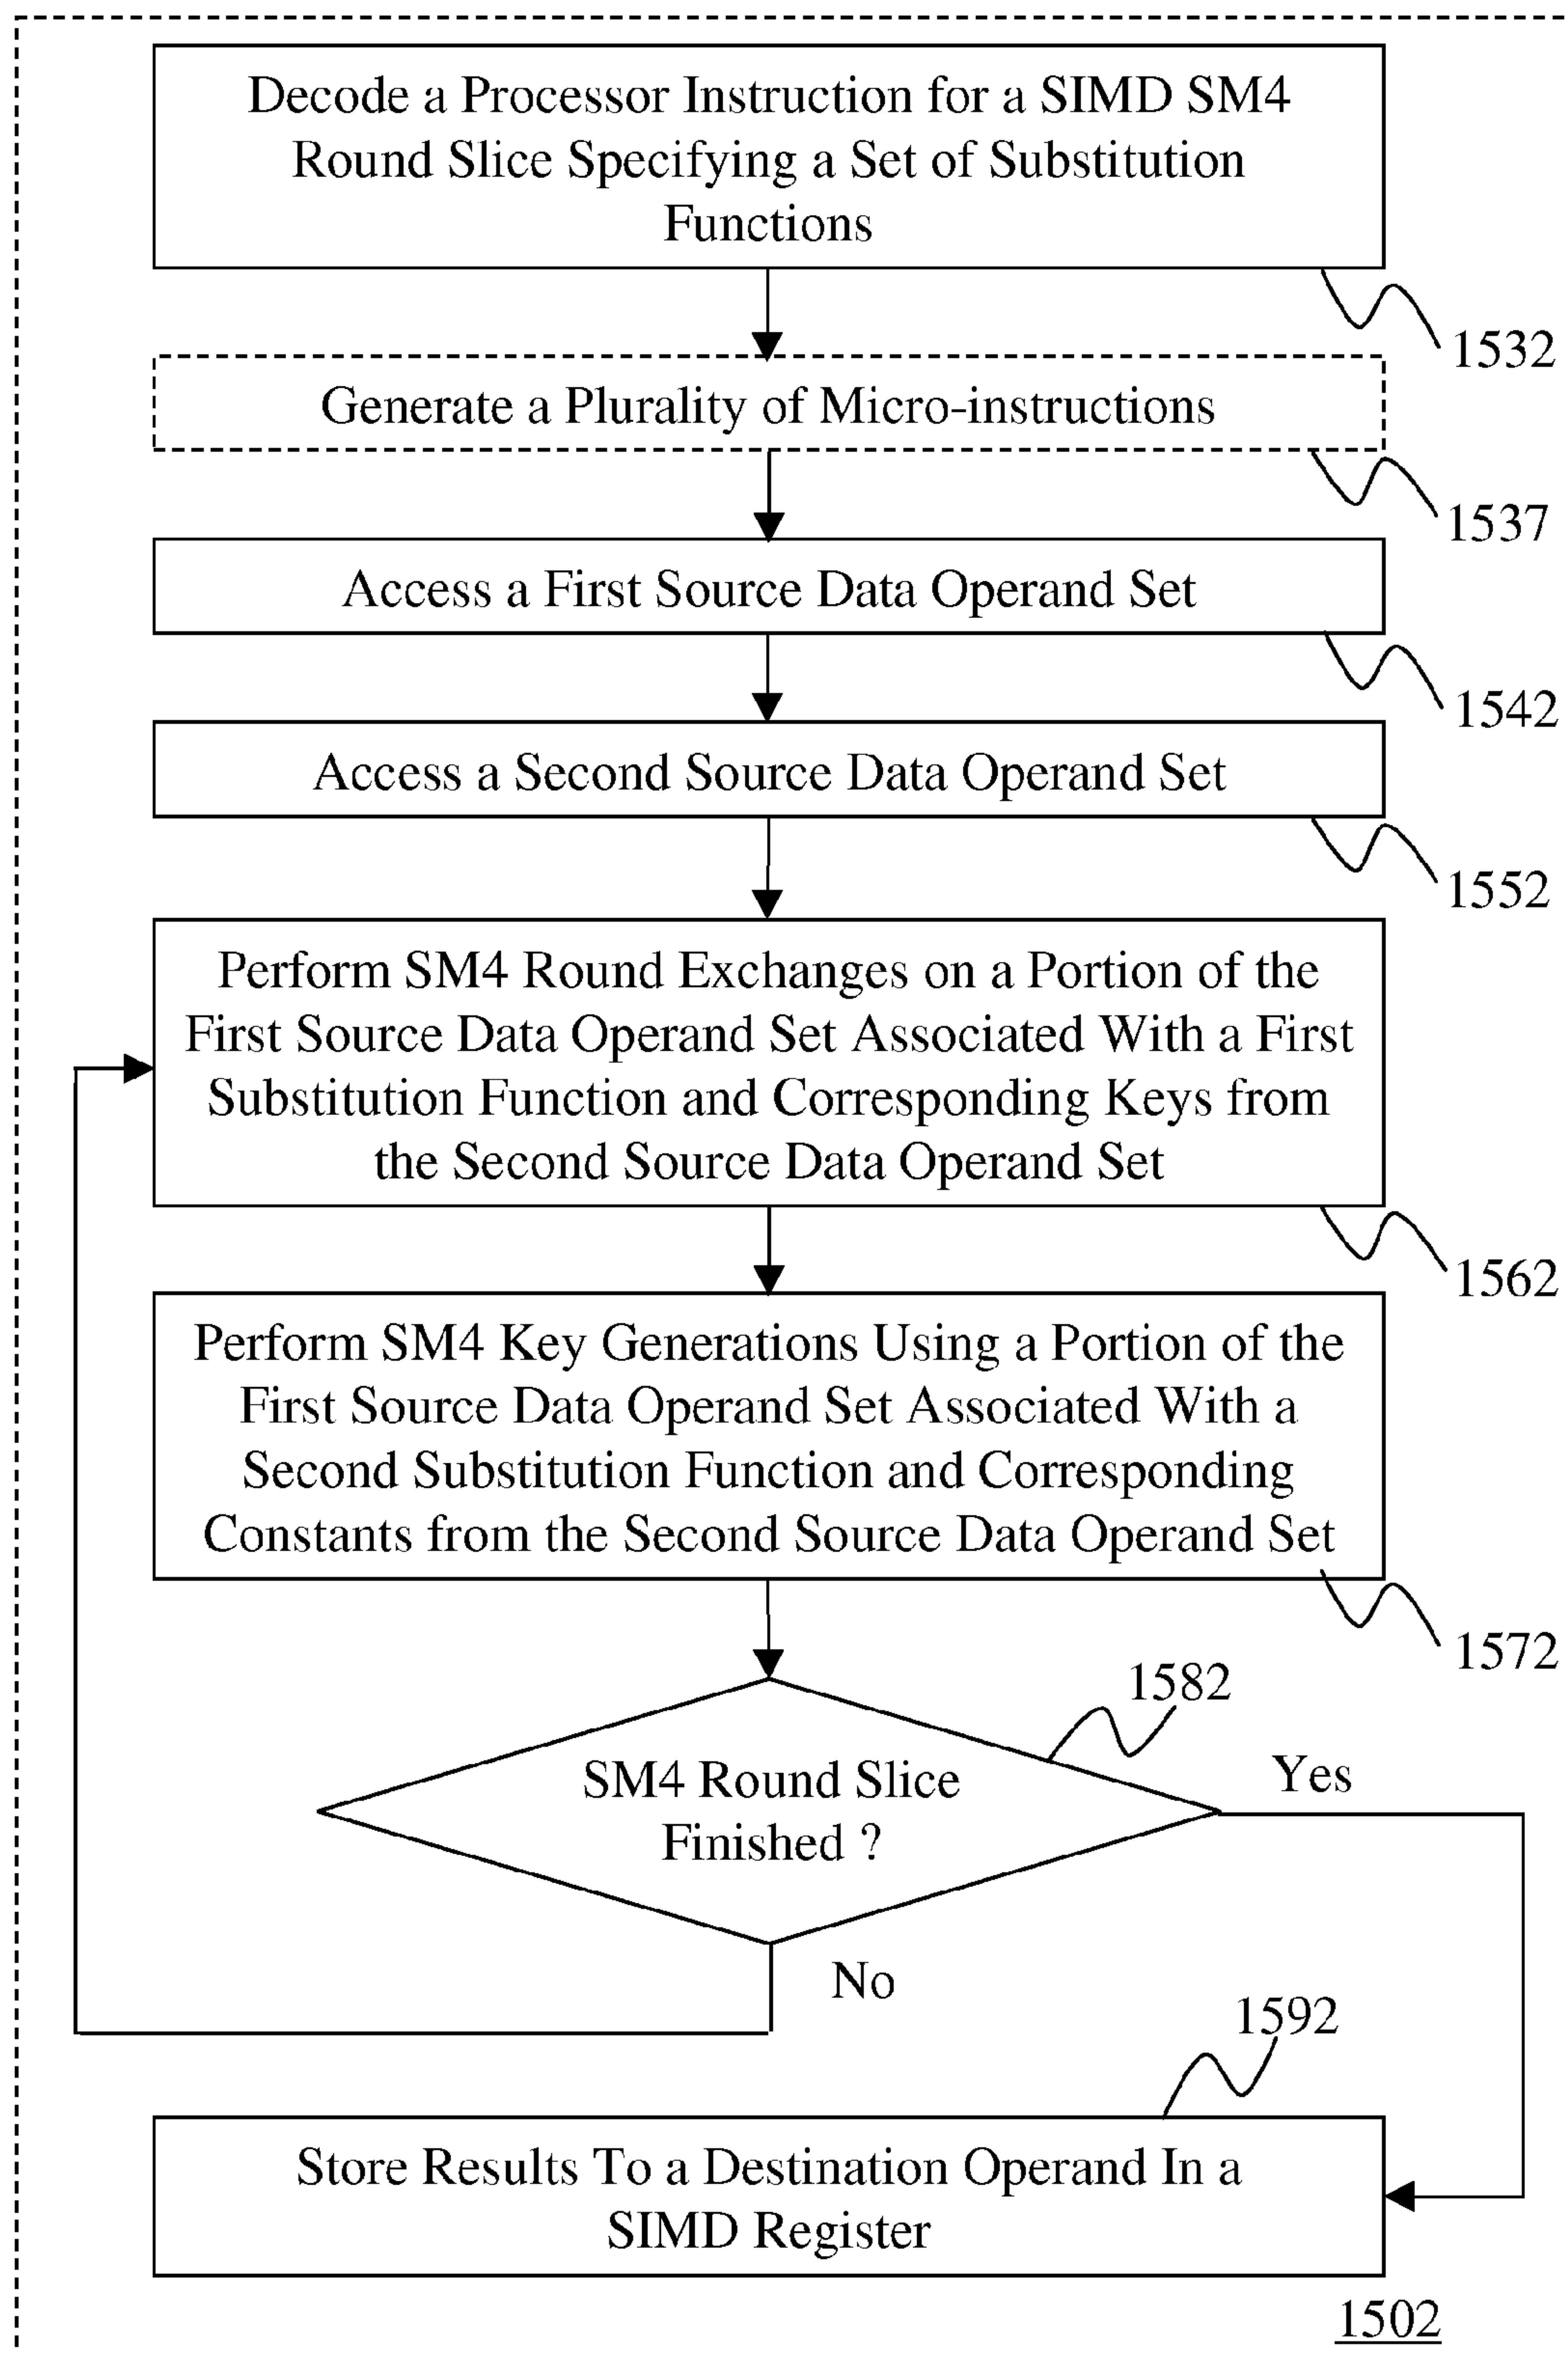 Decode a Processor Instruction for a SIMD SM4
Round Slice Specifying a Set of Substitution
Functions
1532
Generate a Plurality of Micro-instructions
1537
Access a First Source Data Operand Set
1542
Access a Second Source Data Operand Set
1552
Perform SM4 Round Exchanges on a Portion of the
First Source Data Operand Set Associated With a First
Substitution Function and Corresponding Keys from
the Second Source Data Operand Set
1562
Perform SM4 Key Generations Using a Portion of the
First Source Data Operand Set Associated With a
Second Substitution Function and Corresponding
Constants from the Second Source Data Operand Set
1572
1582
SM4 Round Slice
Finished ?
Yes
No
1592
Store Results To a Destination Operand In a
SIMD Register
1502